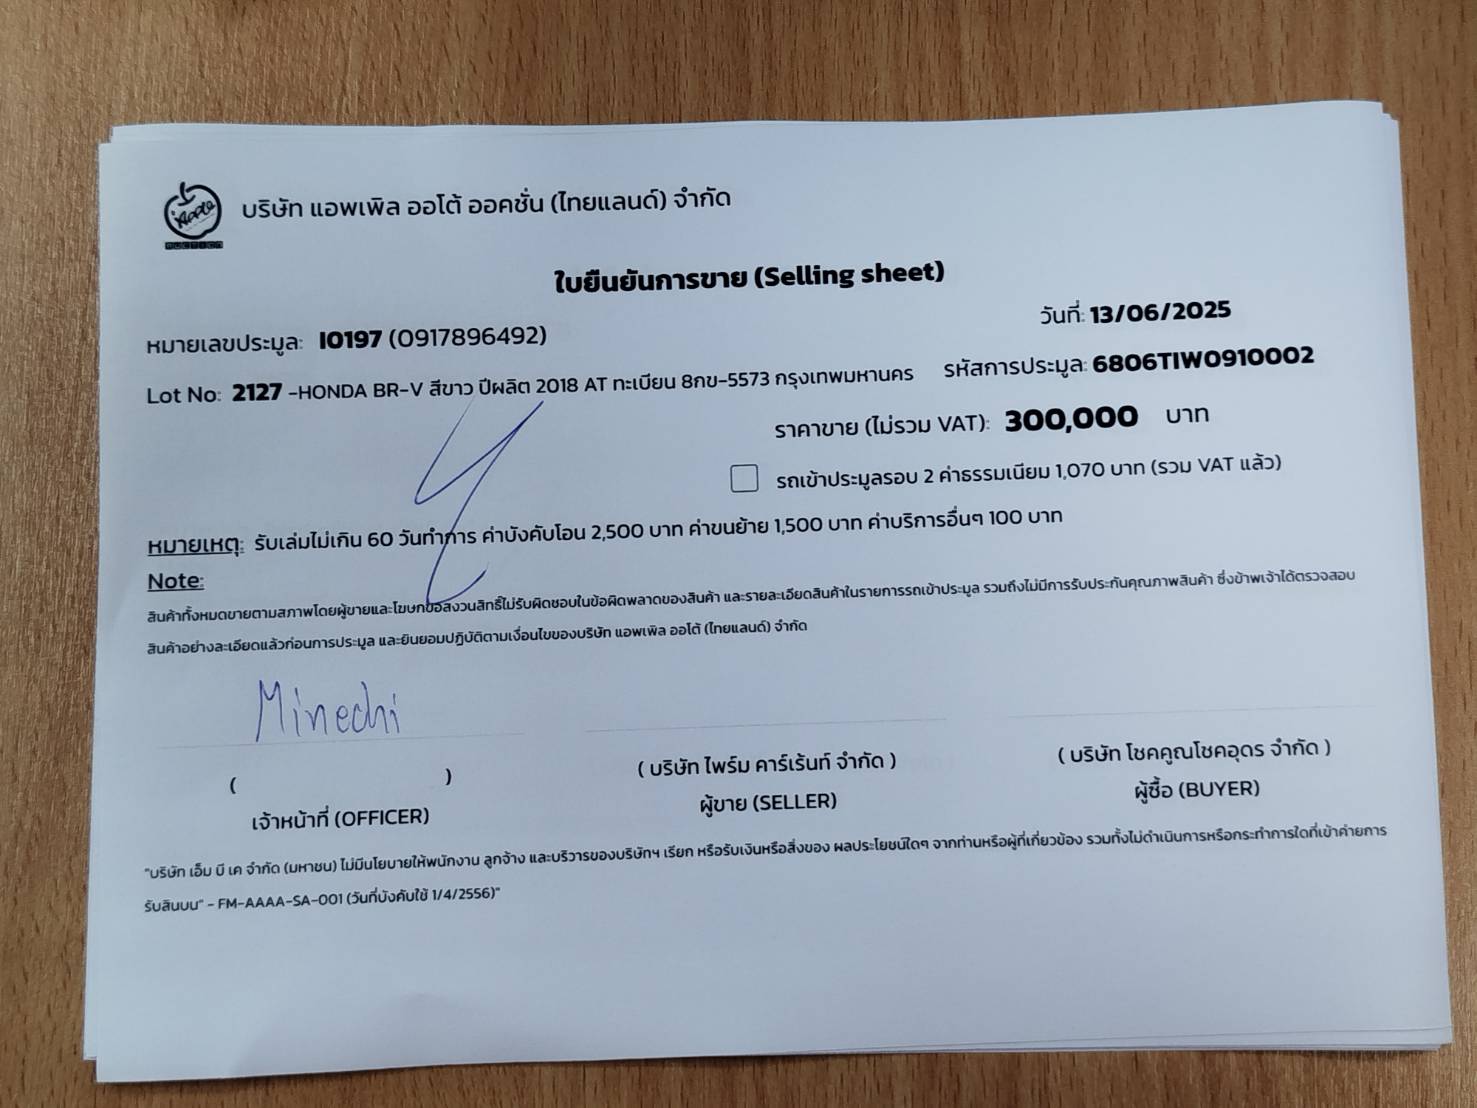 Apple
AUCTION
บริษัท แอพเพิล ออโต้ ออคชั่น (ไทยแลนด์) จำกัด
ใบยืนยันการขาย (Selling sheet)
หมายเลขประมูล: I0197 (0917896492)
วันที่: 13/06/2025
Lot No: 2127 -HONDA BR-V สีขาว ปีผลิต 2018 AT ทะเบียน 8กข-5573 กรุงเทพมหานคร รหัสการประมูล: 6806TIW0910002
ราคาขาย (ไม่รวม VAT): 300,000 บาท
รถเข้าประมูลรอบ 2 ค่าธรรมเนียม 1,070 บาท (รวม VAT แล้ว)
หมายเหตุ: รับเล่มไม่เกิน 60 วันทำการ ค่าบังคับโอน 2,500 บาท ค่าขนย้าย 1,500 บาท ค่าบริการอื่นๆ 100 บาท
Note:
สินค้าทั้งหมดขายตามสภาพโดยผู้ขายและโฆษกขอสงวนสิทธิ์ไม่รับผิดชอบในข้อผิดพลาดของสินค้า และรายละเอียดสินค้าในรายการรถเข้าประมูล รวมถึงไม่มีการรับประกันคุณภาพสินค้า ซึ่งข้าพเจ้าได้ตรวจสอบ
สินค้าอย่างละเอียดแล้วก่อนการประมูล และยินยอมปฏิบัติตามเงื่อนไขของบริษัท แอพเพิล ออโต้ (ไทยแลนด์) จำกัด
Minechi
( )
( บริษัท ไพร์ม คาร์เร้นท์ จำกัด )
( บริษัท โชคคูณโชคอุดร จำกัด )
เจ้าหน้าที่ (OFFICER)
ผู้ขาย (SELLER)
ผู้ซื้อ (BUYER)
"บริษัท เอ็ม บี เค จำกัด (มหาชน) ไม่มีนโยบายให้พนักงาน ลูกจ้าง และบริวารของบริษัทฯ เรียก หรือรับเงินหรือสิ่งของ ผลประโยชน์ใดๆ จากท่านหรือผู้ที่เกี่ยวข้อง รวมทั้งไม่ดำเนินการหรือกระทำการใดที่เข้าค่ายการ
รับสินบน" - FM-AAAA-SA-001 (วันที่บังคับใช้ 1/4/2556)"